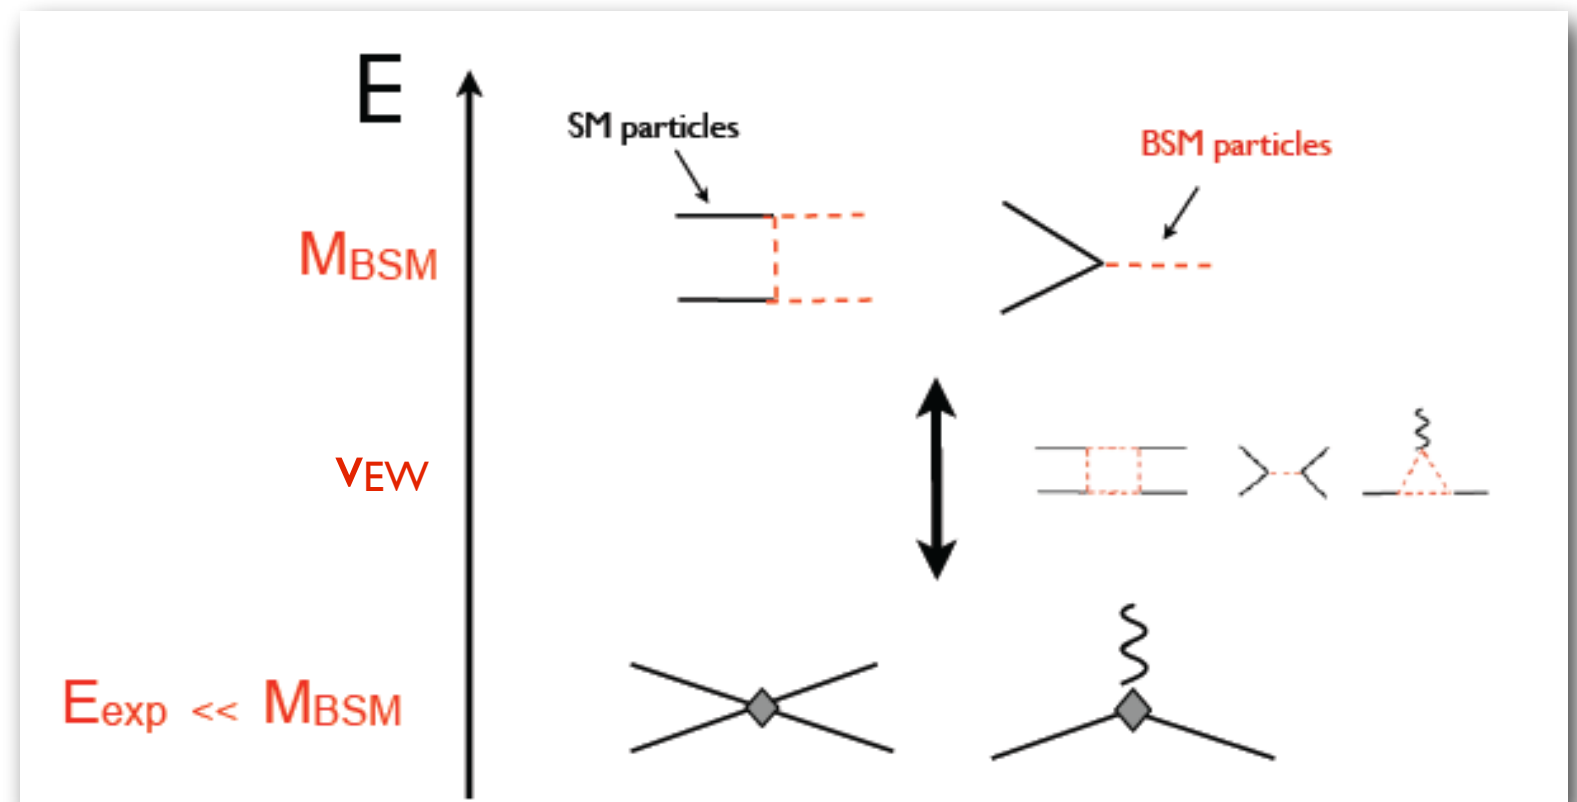 E
SM particles
BSM particles
MBSM
vEW
Eexp << MBSM